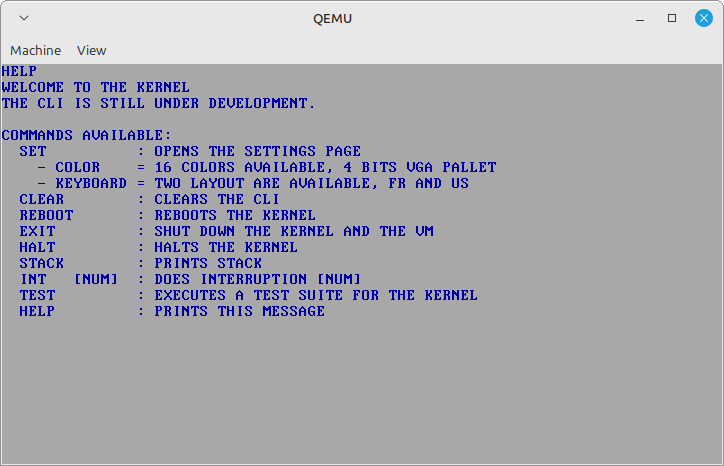 QEMU
Machine View
HELP
WELCOME TO THE KERNEL
THE CLI IS STILL UNDER DEVELOPMENT.
COMMANDS AVAILABLE:
SET : OPENS THE SETTINGS PAGE
- COLOR = 16 COLORS AVAILABLE, 4 BITS VGA PALLET
- KEYBOARD = TWO LAYOUT ARE AVAILABLE, FR AND US
CLEAR : CLEARS THE CLI
REBOOT : REBOOTS THE KERNEL
EXIT : SHUT DOWN THE KERNEL AND THE VM
HALT : HALTS THE KERNEL
STACK : PRINTS STACK
INT [NUM] : DOES INTERRUPTION [NUM]
TEST : EXECUTES A TEST SUITE FOR THE KERNEL
HELP : PRINTS THIS MESSAGE